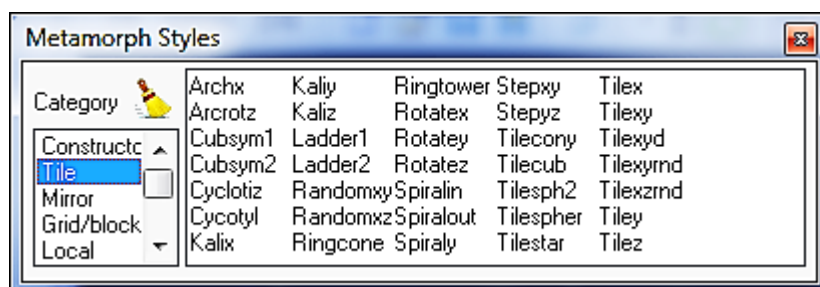 Metamorph Styles
Category
Constructo
Tile
Mirror
Grid/block
Local
Archx Kaliy Ringtower Stepxy Tilex
Arcrotz Kaliz Rotatex Stepyz Tilexy
Cubsym1 Ladder1 Rotatey Tilecony Tilexyd
Cubsym2 Ladder2 Rotatez Tilecub Tilexyrnd
Cyclotiz Randomxy Spiralin Tilesph2 Tilexzrnd
Cycotyl Randomxz Spiralout Tilespher Tiley
Kalix Ringcone Spiraly Tilestar Tilez